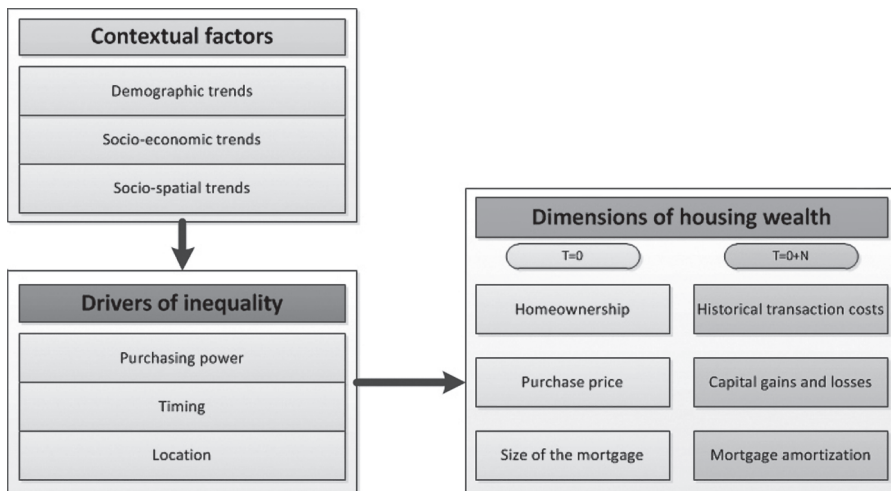 Contextual factors
Demographic trends
Socio-economic trends
Socio-spatial trends
Drivers of inequality
Purchasing power
Timing
Location
Dimensions of housing wealth
T=0
T=0+N
Homeownership
Historical transaction costs
Purchase price
Capital gains and losses
Size of the mortgage
Mortgage amortization